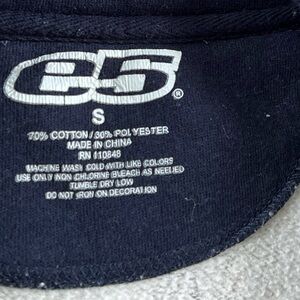 e5 ®
S
70% COTTON / 30% POLYESTER
MADE IN CHINA
RN 110848
MACHINE WASH COLD WITH LIKE COLORS
USE ONLY NON CHLORINE BLEACH AS NEEDED
TUMBLE DRY LOW
DO NOT IRON ON DECORATION